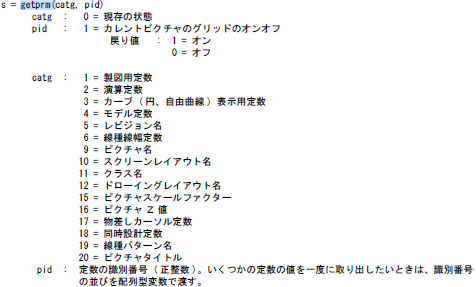 s = getprm(catg, pid)
catg : 0 = 現存の状態
pid : 1 = カレントピクチャのグリッドのオンオフ
戻り値 : 1 = オン
0 = オフ
catg : 1 = 製図用定数
2 = 演算定数
3 = カーブ (円、自由曲線) 表示用定数
4 = モデル定数
5 = レビジョン名
6 = 線種線幅定数
9 = ピクチャ名
10 = スクリーンレイアウト名
11 = クラス名
12 = ドローイングレイアウト名
15 = ピクチャスケールファクター
16 = ピクチャ Z 値
17 = 物差しカーソル定数
18 = 同時設計定数
19 = 線種パターン名
20 = ピクチャタイトル
pid : 定数の識別番号 (正整数)。いくつかの定数の値を一度に取り出したいときは、識別番号
の並びを配列型変数で渡す。